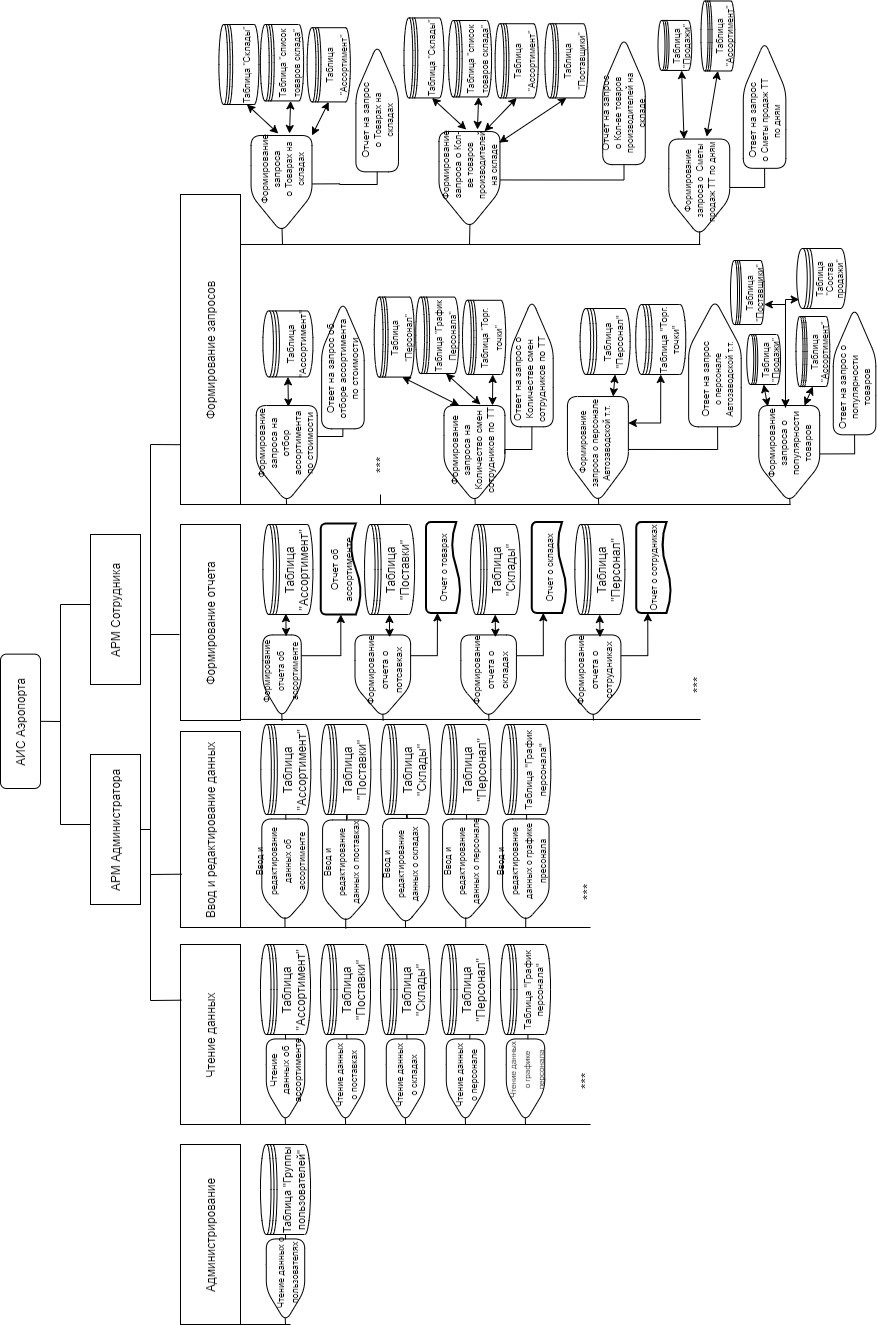 АИС Аэропорта
АРМ Администратора
АРМ Сотрудника
Администрирование
Чтение данных о
пользователях
Таблица "Группы
пользователей"
Чтение данных
Чтение
данных об
ассортименте
Таблица
"Ассортимент"
Чтение данных
о поставках
Таблица
"Поставки"
Чтение данных
о складах
Таблица
"Склады"
Чтение данных
о персонале
Таблица
"Персонал"
Чтение данных
о графике
персонала
Таблица "График
персонала"
***
Ввод и редактирование данных
Ввод и
редактирование
данных об
ассортименте
Таблица
"Ассортимент"
Ввод и
редактирование
данных о поставках
Таблица
"Поставки"
Ввод и
редактирование
данных о складах
Таблица
"Склады"
Ввод и
редактирование
данных о персонале
Таблица
"Персонал"
Ввод и
редактирование
данных о графике
пресонала
Таблица "График
персонала"
***
Формирование отчета
Формирование
отчета об
ассортименте
Таблица
"Ассортимент"
Отчет об
ассортименте
Формирование
отчета о
потсавках
Таблица
"Поставки"
Отчет о товарах
Формирование
отчета о
складах
Таблица
"Склады"
Отчет о складах
Формирование
отчета о
сотрудниках
Таблица
"Персонал"
Отчет о сотрудниках
***
Формирование запросов
Формирование
запроса на
отбор
ассортимента
по стоимости
Таблица
"Ассортимент"
Ответ на запрос об
отборе ассортимента
по стоимости
***
Формирование
запроса на
Количество смен
сотрудников по ТТ
Таблица
"Персонал"
Таблица "График
Персонала"
Таблица "Торг.
точки"
Ответ на запрос о
Количестве смен
сотрудников по ТТ
Формирование
запроса о персонале
Автозаводской т.т.
Таблица
"Персонал"
Таблица "Торг.
точки"
Ответ на запрос
о персонале
Автозаводской т.т.
Формирование
запроса о
популярности
товаров
Таблица
"Продажи"
Таблица
"Поставщики"
Таблица
"Состав
продажи"
Таблица
"Ассортимент"
Ответ на запрос о
популярности
товаров
Формирование
запроса
о Товарах на
складах
Таблица "Склады"
Таблица "список
товаров склада"
Таблица
"Ассортимент"
Отчет на запрос
о Товарах на
складах
Формирование
запроса о Кол-
ве товаров
производителей
на складе
Таблица "Склады"
Таблица "список
товаров склада"
Таблица
"Ассортимент"
Таблица
"Поставщики"
Отчет на запрос
о Кол-ве товаров
производителей на
складе
Формирование
запроса о Сметы
продаж ТТ по дням
Таблица
"Продажи"
Таблица
"Ассортимент"
Ответ на запрос
о Сметы продаж ТТ
по дням